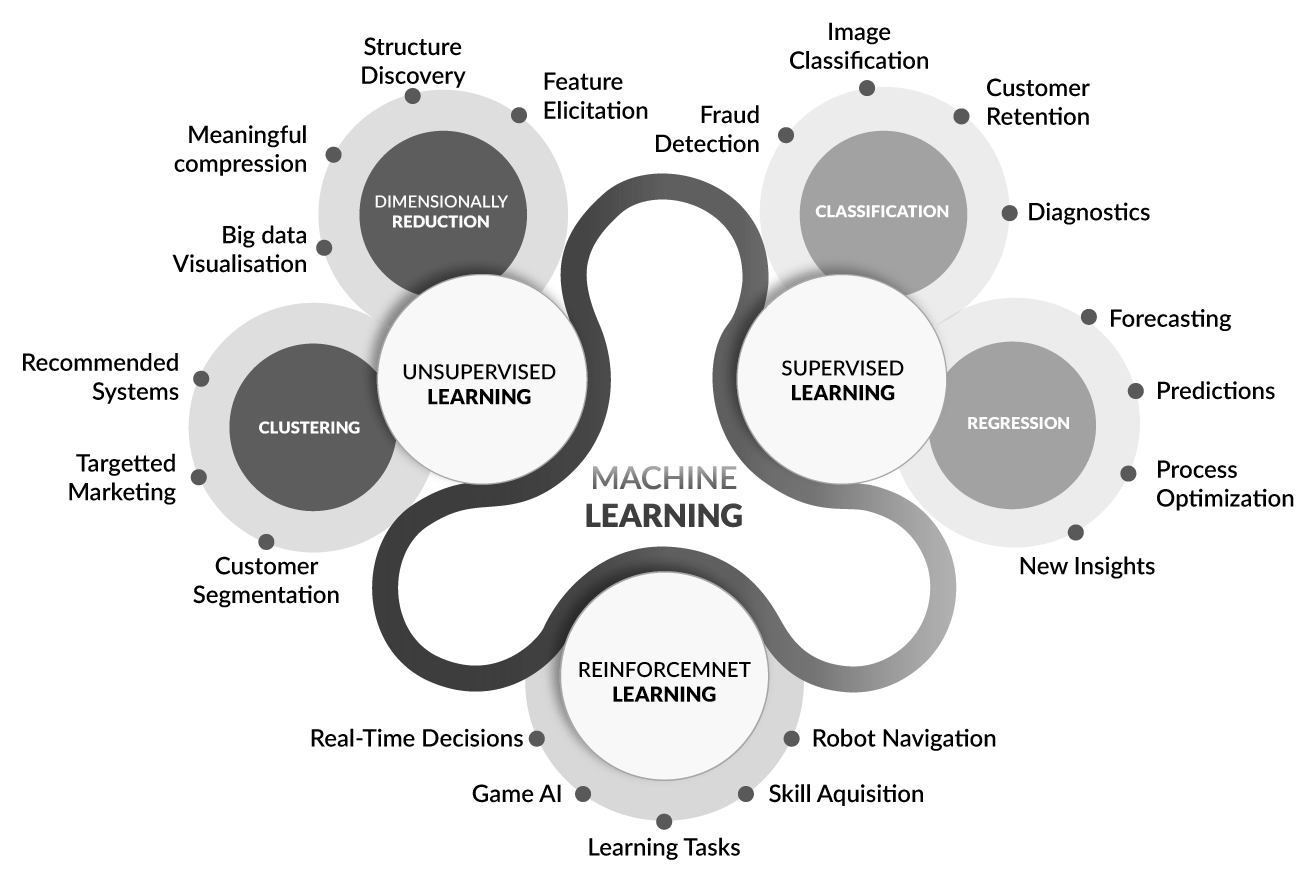 Structure
Discovery
Feature
Elicitation
Meaningful
compression
Big data
Visualisation
DIMENSIONALLY
REDUCTION
Image
Classification
Customer
Retention
Fraud
Detection
Diagnostics
CLASSIFICATION
Recommended
Systems
Targetted
Marketing
Customer
Segmentation
CLUSTERING
UNSUPERVISED
LEARNING
SUPERVISED
LEARNING
Forecasting
Predictions
Process
Optimization
New Insights
REGRESSION
MACHINE
LEARNING
REINFORCEMNET
LEARNING
Real-Time Decisions
Game AI
Learning Tasks
Skill Aquisition
Robot Navigation